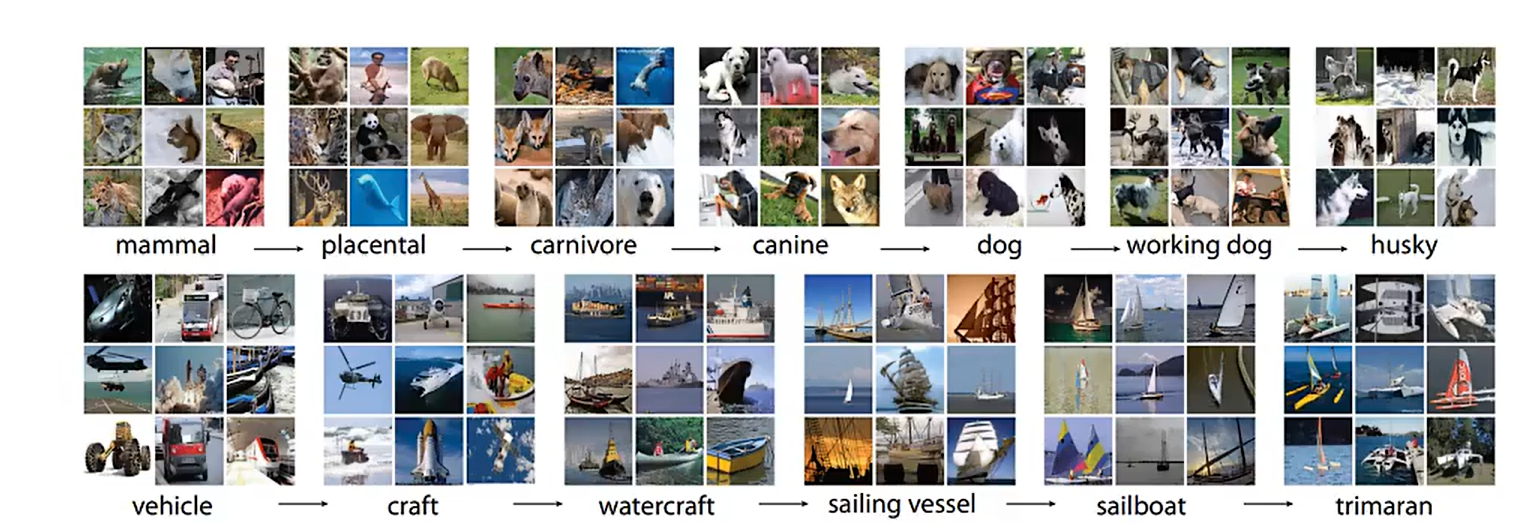 mammal → placental → carnivore → canine → dog → working dog → husky
vehicle → craft → watercraft → sailing vessel → sailboat → trimaran